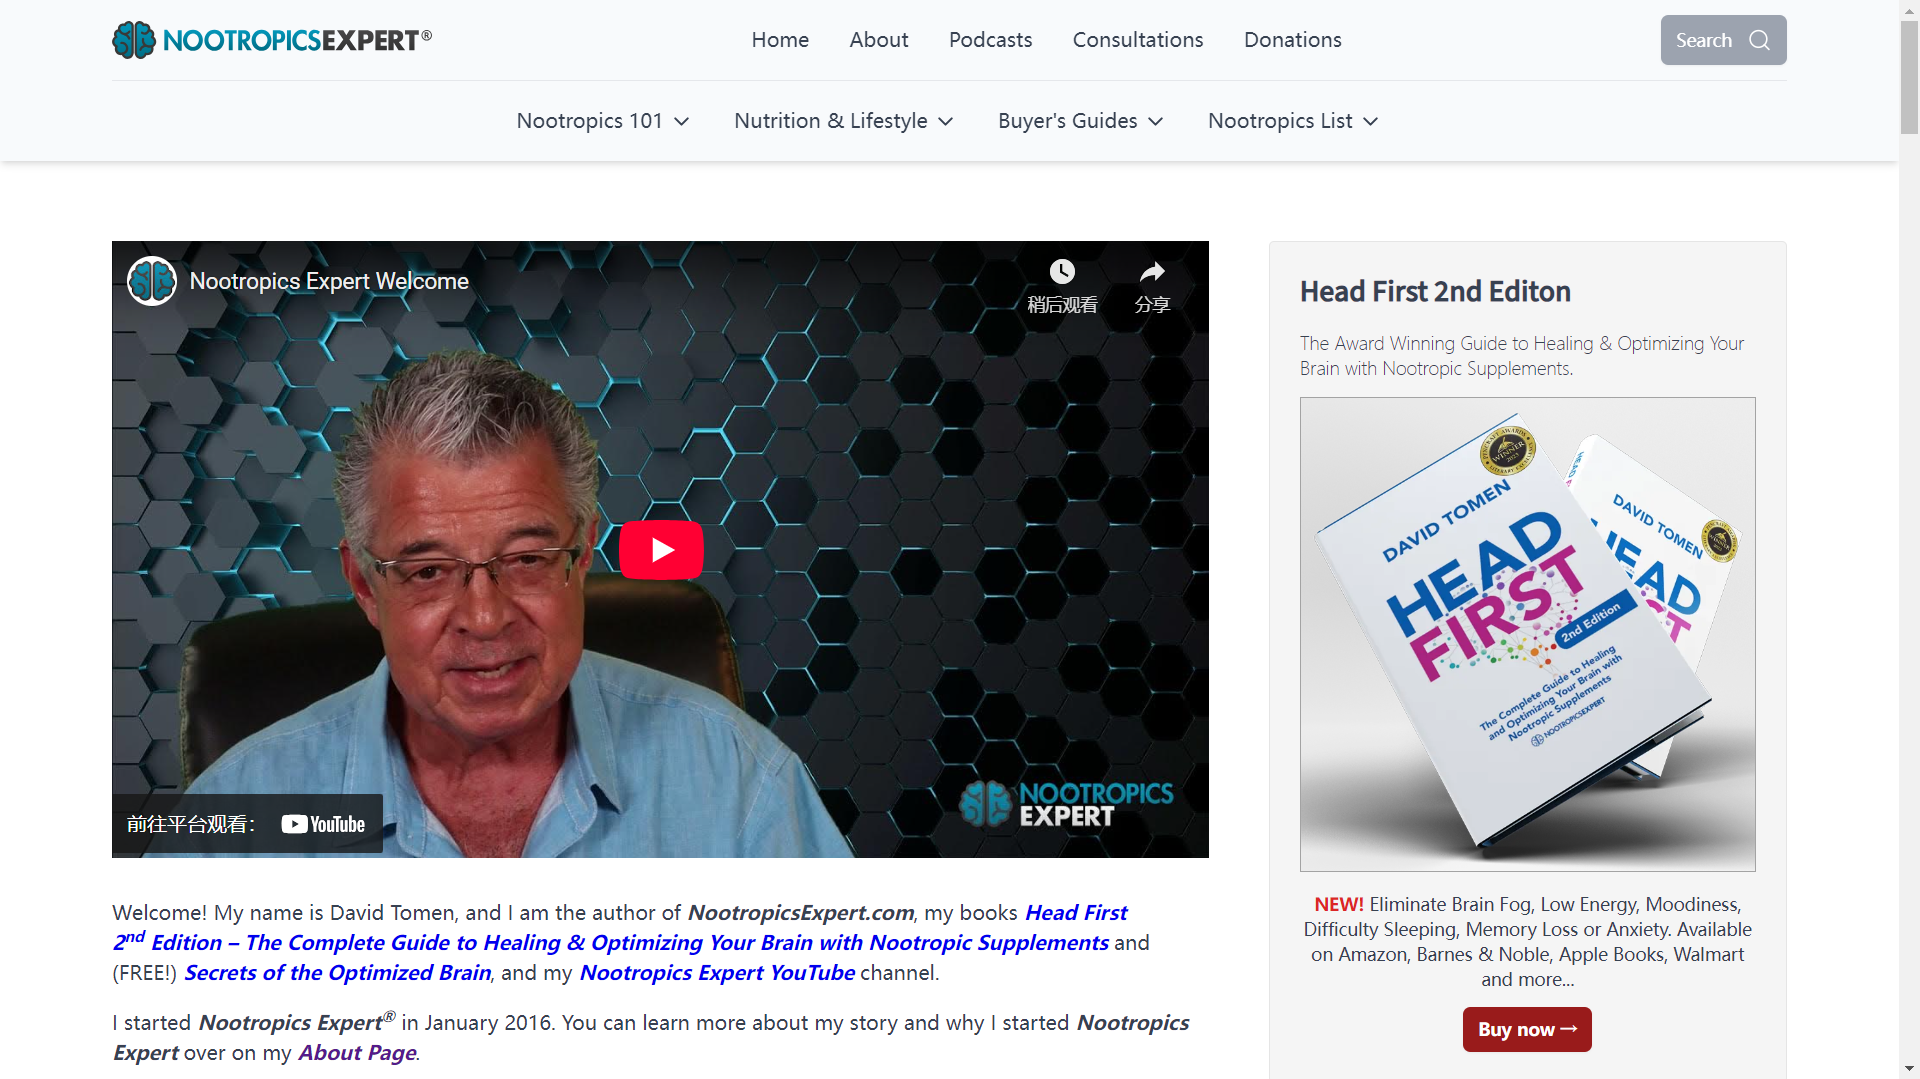 NOOTROPICSEXPERT®
Home
About
Podcasts
Consultations
Donations
Search
Nootropics 101
Nutrition & Lifestyle
Buyer's Guides
Nootropics List
Nootropics Expert Welcome
稍后观看
分享
NOOTROPICS
EXPERT
前往平台观看：
YouTube
Welcome! My name is David Tomen, and I am the author of NootropicsExpert.com, my books Head First
2nd Edition – The Complete Guide to Healing & Optimizing Your Brain with Nootropic Supplements and
(FREE!) Secrets of the Optimized Brain, and my Nootropics Expert YouTube channel.
I started Nootropics Expert® in January 2016. You can learn more about my story and why I started Nootropics
Expert over on my About Page.
Head First 2nd Editon
The Award Winning Guide to Healing & Optimizing Your
Brain with Nootropic Supplements.
WINNER
DAVID TOMEN
HEAD
FIRST
2nd Edition
The Complete Guide to Healing
and Optimizing Your Brain with
Nootropic Supplements
NOOTROPICSEXPERT
DAVID TOMEN
HEAD
NEW! Eliminate Brain Fog, Low Energy, Moodiness,
Difficulty Sleeping, Memory Loss or Anxiety. Available
on Amazon, Barnes & Noble, Apple Books, Walmart
and more...
Buy now →